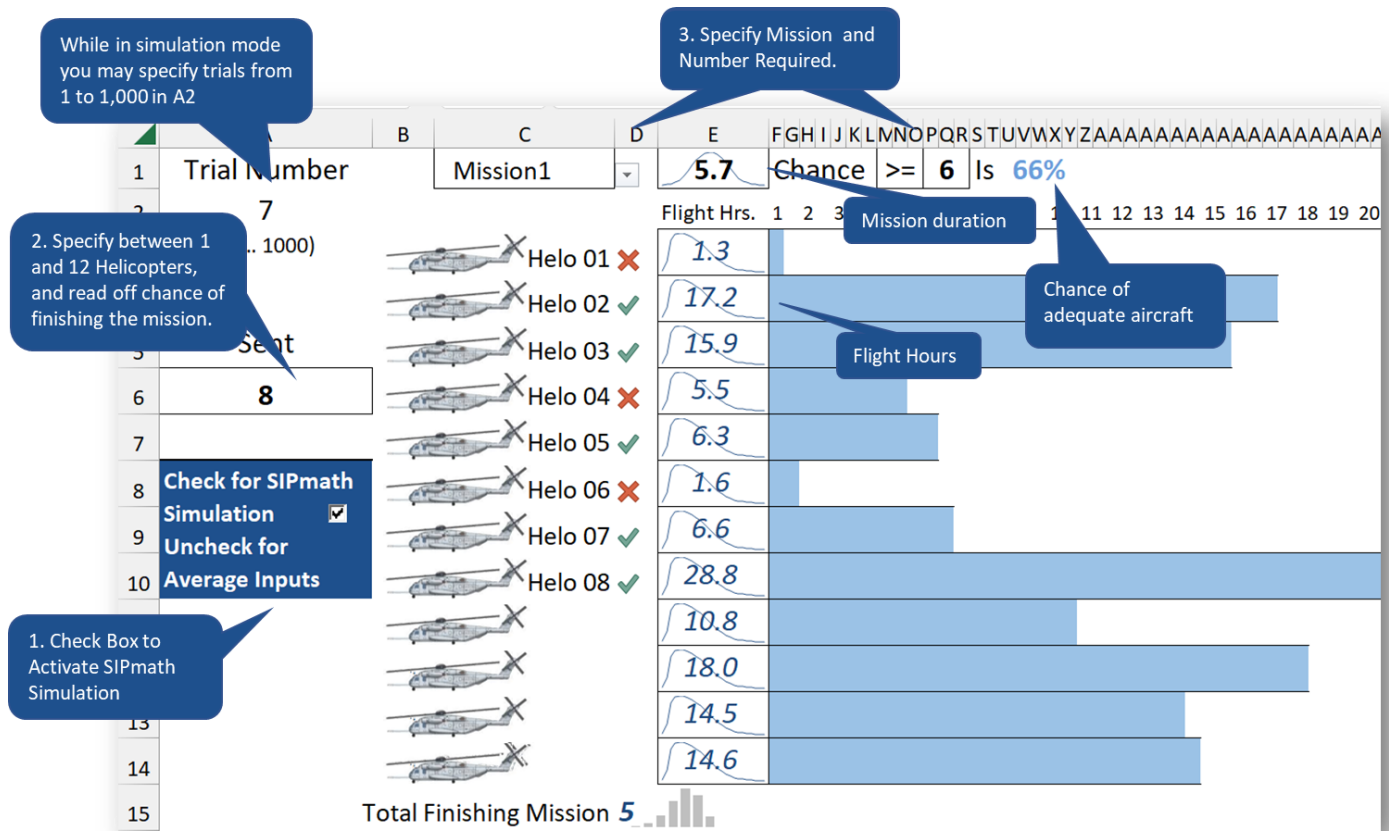 While in simulation mode
you may specify trials from
1 to 1,000 in A2
3. Specify Mission and
Number Required.
B C D E F G H I J K L M N O P Q R S T U V W X Y Z A A A A A A A A A A A A A A A A A A A
1 Trial Number Mission1 5.7 Chance >= 6 Is 66%
7 Flight Hrs. 1 2 3 11 12 13 14 15 16 17 18 19 20
Mission duration
2. Specify between 1
and 12 Helicopters,
and read off chance of
finishing the mission.
.. 1000)
Helo 01 1.3
Helo 02 17.2
Chance of
adequate aircraft
Sent
Helo 03 15.9
Flight Hours
6 8 Helo 04 5.5
7 Helo 05 6.3
8 Check for SIPmath
Simulation
Helo 06 1.6
9 Uncheck for
Helo 07 6.6
10 Average Inputs
Helo 08 28.8
1. Check Box to
Activate SIPmath
Simulation
10.8
18.0
13 14.5
14 14.6
15 Total Finishing Mission 5